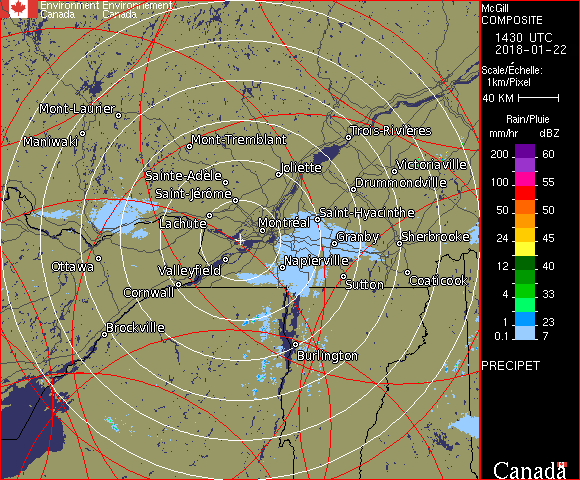 Environment Environnement
Canada Canada
McGill
COMPOSITE
1430 UTC
2018-01-22
Scale/Échelle:
1km/Pixel
40 KM
Rain/Pluie
mm/hr dBZ
200 60
150 55
100 55
50 50
24 45
12 40
4 33
1 23
0.1 7
PRECIPET
Canada
Mont-Laurier
Maniwaki
Mont-Tremblant
Trois-Rivières
Joliette
Victoriaville
Sainte-Adèle
Drummondville
Saint-Jérôme
Lachute
Saint-Hyacinthe
Montréal
Granby
Sherbrooke
Ottawa
Valleyfield
Napierville
Coaticook
Sutton
Cornwall
Brockville
Burlington